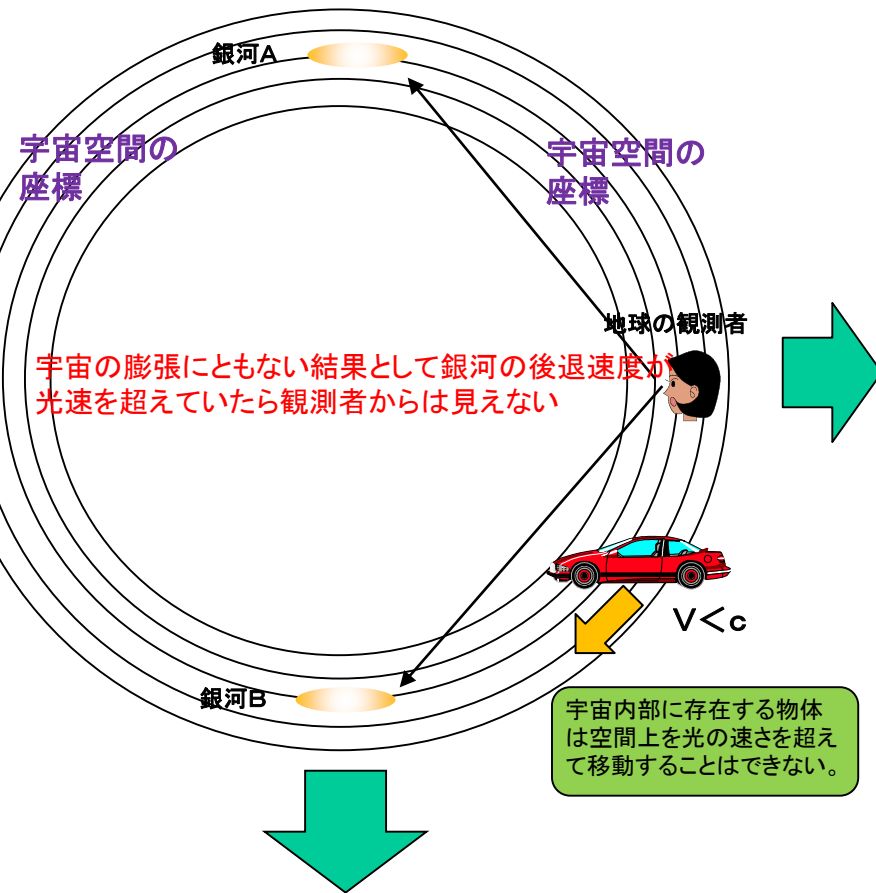 銀河A
宇宙空間の
座標
宇宙空間の
座標
地球の観測者
宇宙の膨張にともない結果として銀河の後退速度が
光速を超えていたら観測者からは見えない
V<c
銀河B
宇宙内部に存在する物体
は空間上を光の速さを超え
て移動することはできない。